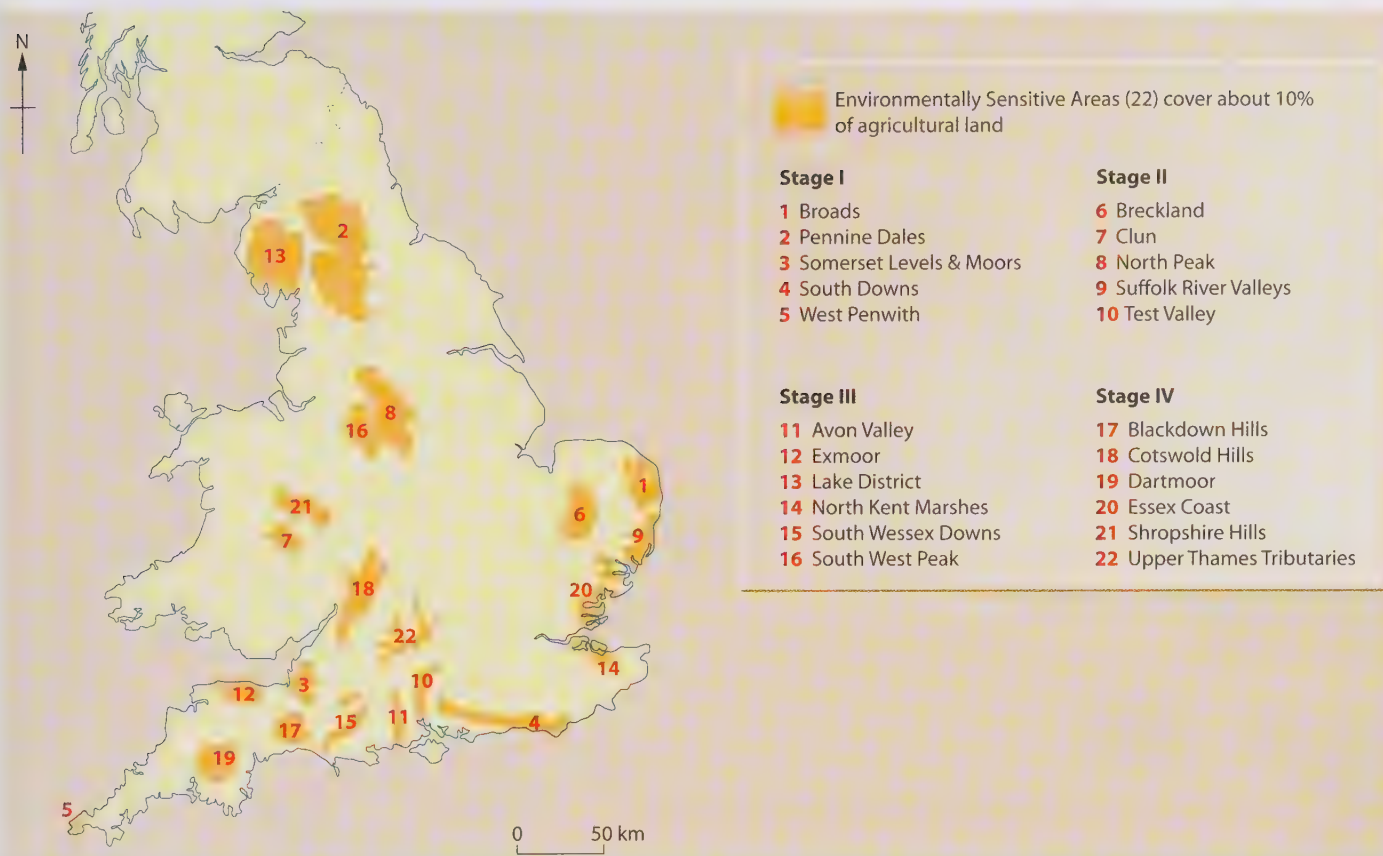 N
Environmentally Sensitive Areas (22) cover about 10%
of agricultural land
Stage I
1 Broads
2 Pennine Dales
3 Somerset Levels & Moors
4 South Downs
5 West Penwith
Stage II
6 Breckland
7 Clun
8 North Peak
9 Suffolk River Valleys
10 Test Valley
Stage III
11 Avon Valley
12 Exmoor
13 Lake District
14 North Kent Marshes
15 South Wessex Downs
16 South West Peak
Stage IV
17 Blackdown Hills
18 Cotswold Hills
19 Dartmoor
20 Essex Coast
21 Shropshire Hills
22 Upper Thames Tributaries
2
13
8
16
1
21
6
7
9
18
20
22
14
10
3
12
11
15
4
17
19
5
0 50 km